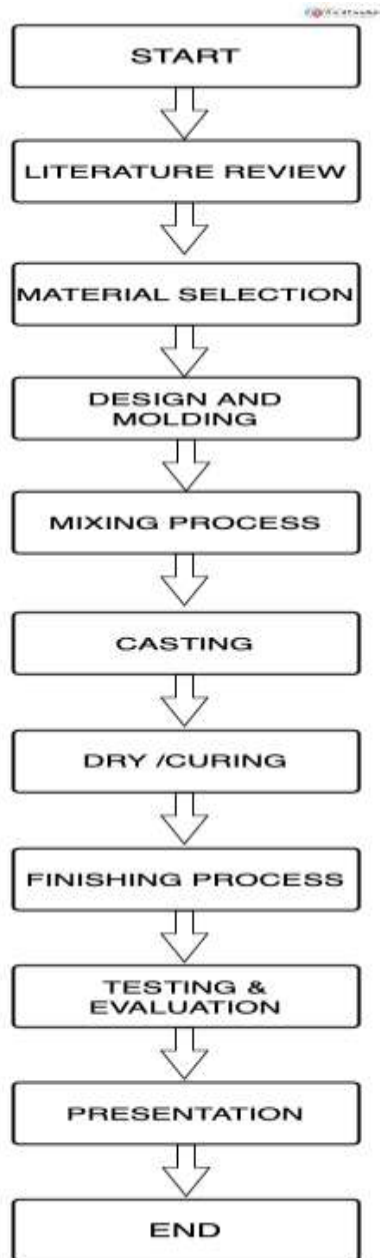 START
LITERATURE REVIEW
MATERIAL SELECTION
DESIGN AND
MOLDING
MIXING PROCESS
CASTING
DRY /CURING
FINISHING PROCESS
TESTING &
EVALUATION
PRESENTATION
END